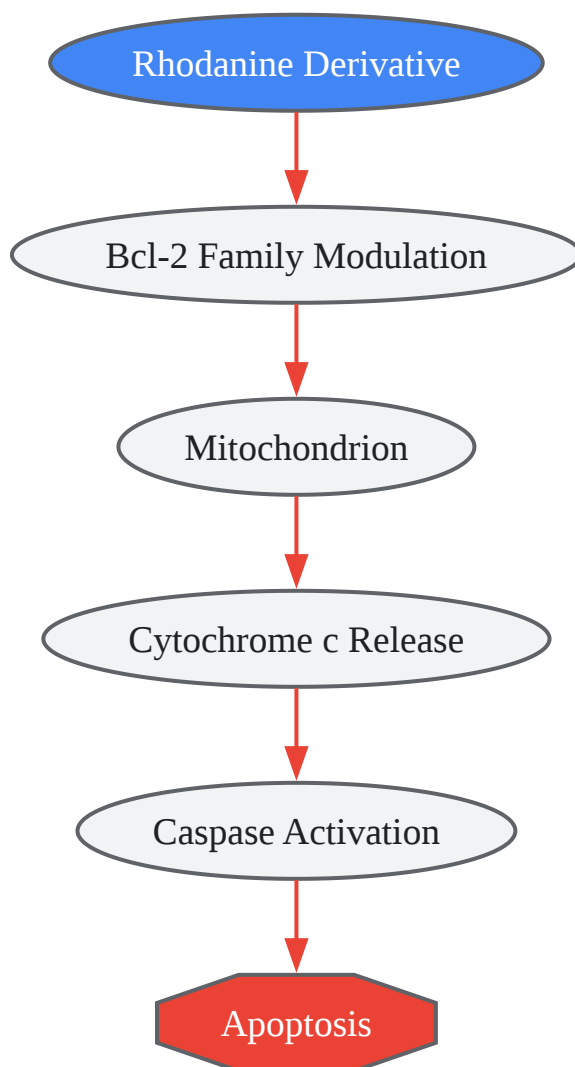 Rhodanine Derivative
Bcl-2 Family Modulation
Mitochondrion
Cytochrome c Release
Caspase Activation
Apoptosis